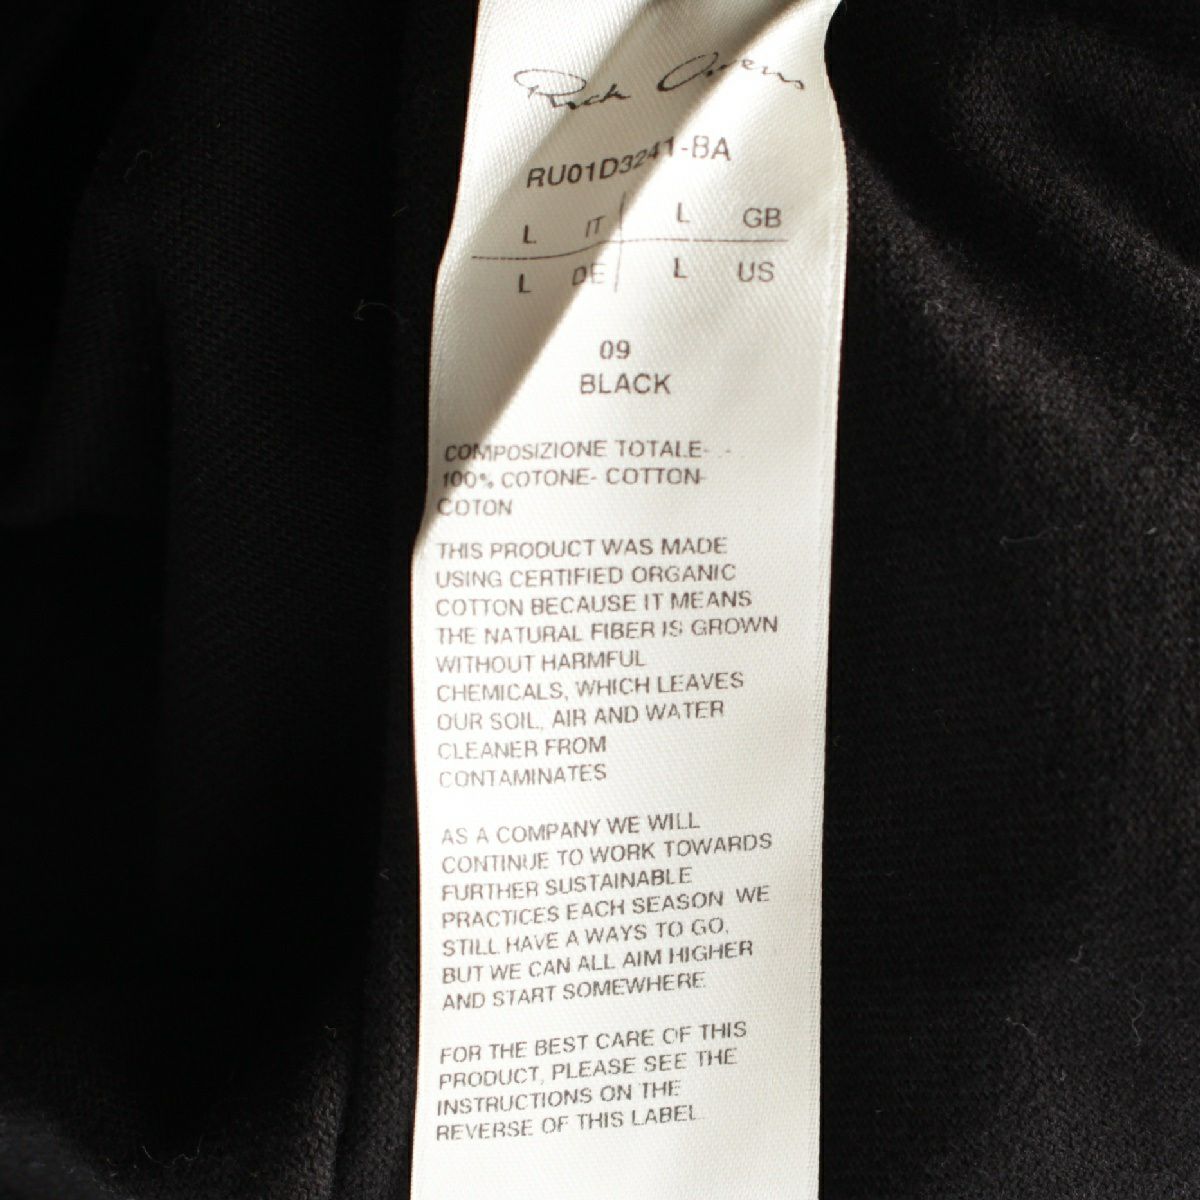 Rick Owens
RU01D3241-BA
L IT L GB
L DE L US
09
BLACK
COMPOSIZIONE TOTALE- -
100% COTONE- COTTON-
COTON
THIS PRODUCT WAS MADE
USING CERTIFIED ORGANIC
COTTON BECAUSE IT MEANS
THE NATURAL FIBER IS GROWN
WITHOUT HARMFUL
CHEMICALS, WHICH LEAVES
OUR SOIL, AIR AND WATER
CLEANER FROM
CONTAMINATES
AS A COMPANY WE WILL
CONTINUE TO WORK TOWARDS
FURTHER SUSTAINABLE
PRACTICES EACH SEASON WE
STILL HAVE A WAYS TO GO,
BUT WE CAN ALL AIM HIGHER
AND START SOMEWHERE
FOR THE BEST CARE OF THIS
PRODUCT, PLEASE SEE THE
INSTRUCTIONS ON THE
REVERSE OF THIS LABEL.